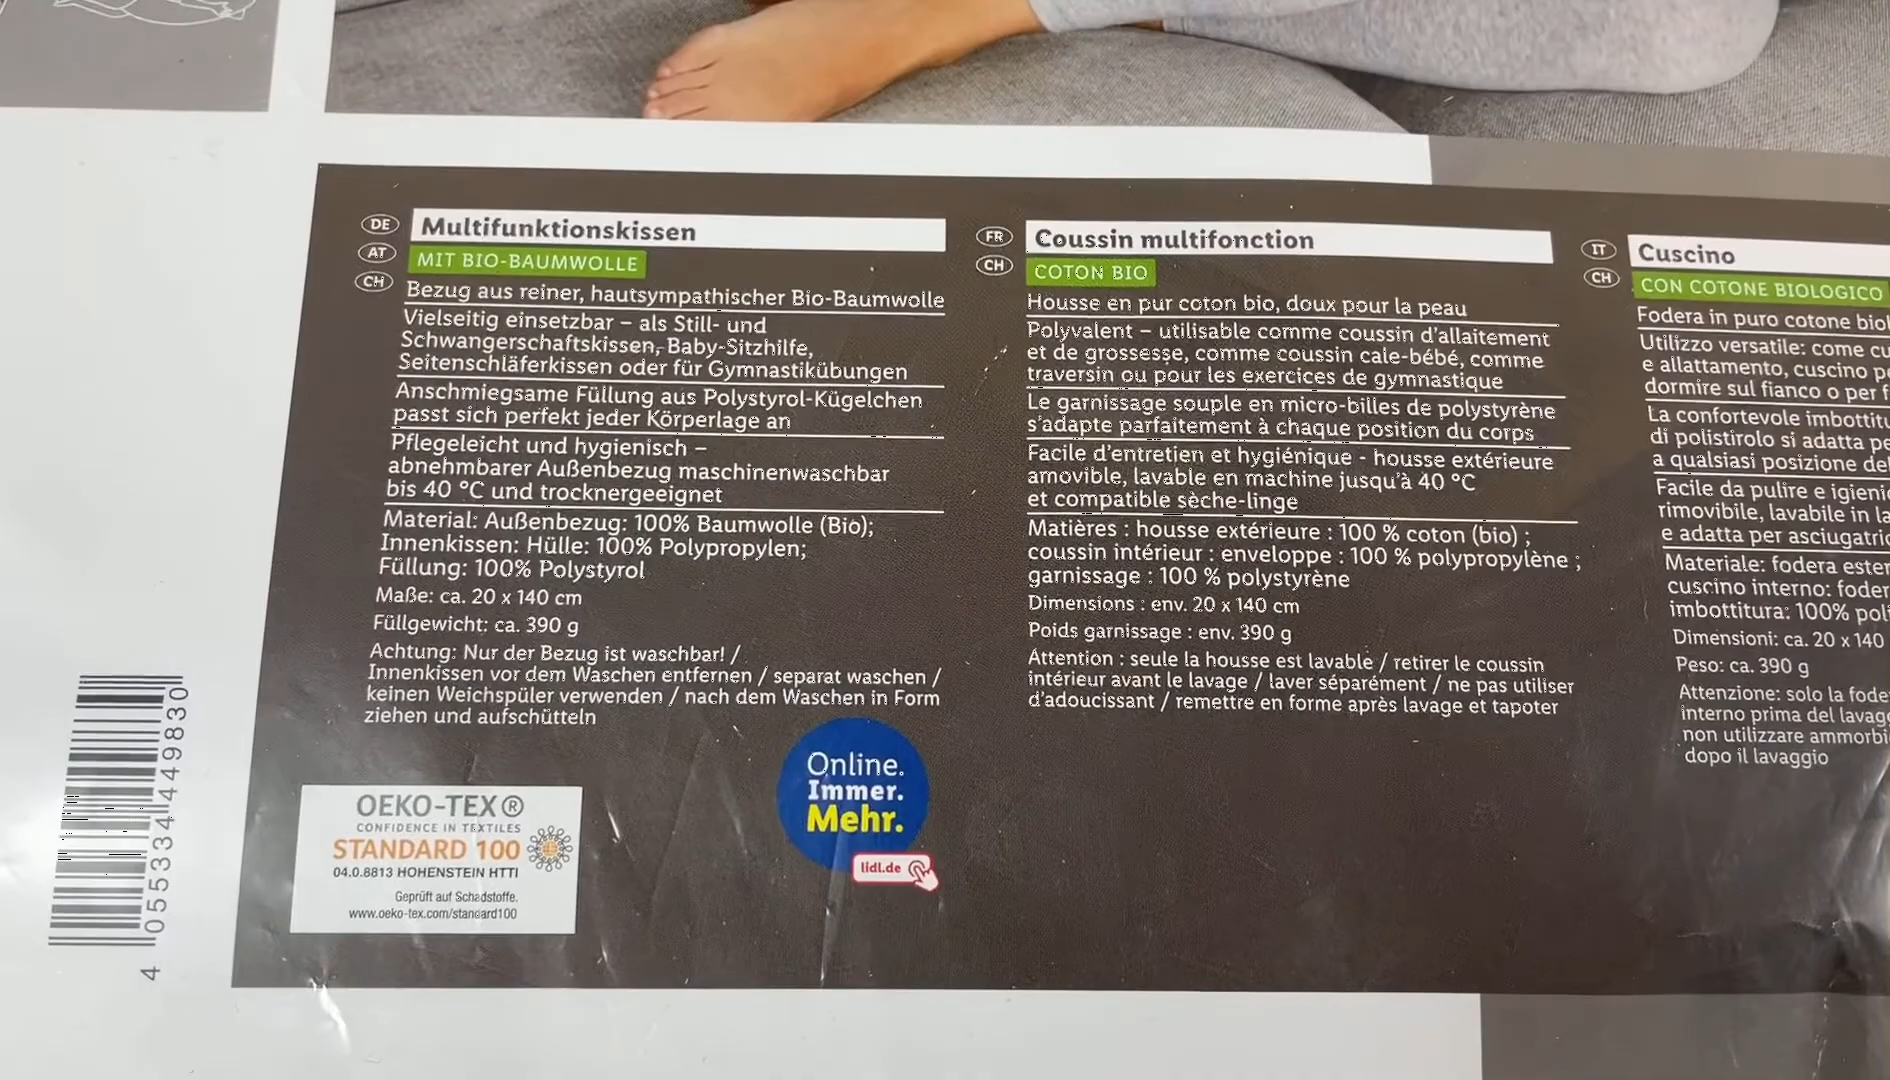 DE
AT
CH
Multifunktionskissen
MIT BIO-BAUMWOLLE
Bezug aus reiner, hautsympathischer Bio-Baumwolle
Vielseitig einsetzbar – als Still- und
Schwangerschaftskissen, Baby-Sitzhilfe,
Seitenschläferkissen oder für Gymnastikübungen
Anschmiegsame Füllung aus Polystyrol-Kügelchen
passt sich perfekt jeder Körperlage an
Pflegeleicht und hygienisch –
abnehmbarer Außenbezug maschinenwaschbar
bis 40 °C und trocknergeeignet
Material: Außenbezug: 100% Baumwolle (Bio);
Innenkissen: Hülle: 100% Polypropylen;
Füllung: 100% Polystyrol
Maße: ca. 20 x 140 cm
Füllgewicht: ca. 390 g
Achtung: Nur der Bezug ist waschbar! /
Innenkissen vor dem Waschen entfernen / separat waschen /
keinen Weichspüler verwenden / nach dem Waschen in Form
ziehen und aufschütteln
FR
CH
Coussin multifonction
COTON BIO
Housse en pur coton bio, doux pour la peau
Polyvalent – utilisable comme coussin d'allaitement
et de grossesse, comme coussin cale-bébé, comme
traversin ou pour les exercices de gymnastique
Le garnissage souple en micro-billes de polystyrène
s'adapte parfaitement à chaque position du corps
Facile d'entretien et hygiénique - housse extérieure
amovible, lavable en machine jusqu'à 40 °C
et compatible sèche-linge
Matières : housse extérieure : 100 % coton (bio) ;
coussin intérieur : enveloppe : 100 % polypropylène ;
garnissage : 100 % polystyrène
Dimensions : env. 20 x 140 cm
Poids garnissage : env. 390 g
Attention : seule la housse est lavable / retirer le coussin
intérieur avant le lavage / laver séparément / ne pas utiliser
d'adoucissant / remettre en forme après lavage et tapoter
IT
CH
Cuscino
CON COTONE BIOLOGICO
Fodera in puro cotone
Utilizzo versatile: come
e allattamento, cuscino
dormire sul fianco o per
La confortevole
di polistirolo si adatta
a qualsiasi posizione
Facile da pulire e
rimovibile, lavabile in
e adatta per
Materiale: fodera
cuscino interno:
imbottitura: 100%
Dimensioni: ca. 20 x 140
Peso: ca. 390 g
Attenzione: solo la
interno prima del
non utilizzare
dopo il lavaggio
Online.
Immer.
Mehr.
lidl.de
OEKO-TEX®
CONFIDENCE IN TEXTILES
STANDARD 100
04.0.8813 HOHENSTEIN HTTI
Geprüft auf Schadstoffe.
www.oeko-tex.com/standard100
4 055334 449830